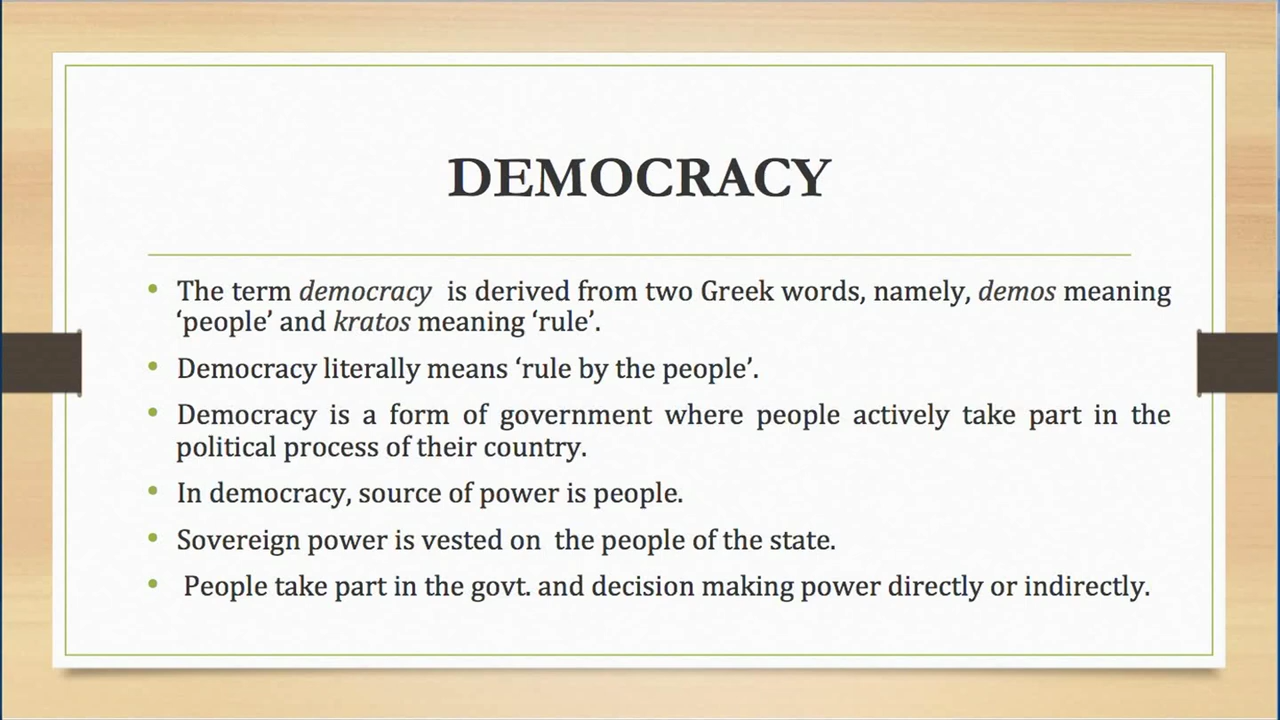 DEMOCRACY
• The term democracy is derived from two Greek words, namely, demos meaning
‘people’ and kratos meaning ‘rule’.
• Democracy literally means ‘rule by the people’.
• Democracy is a form of government where people actively take part in the
political process of their country.
• In democracy, source of power is people.
• Sovereign power is vested on the people of the state.
• People take part in the govt. and decision making power directly or indirectly.